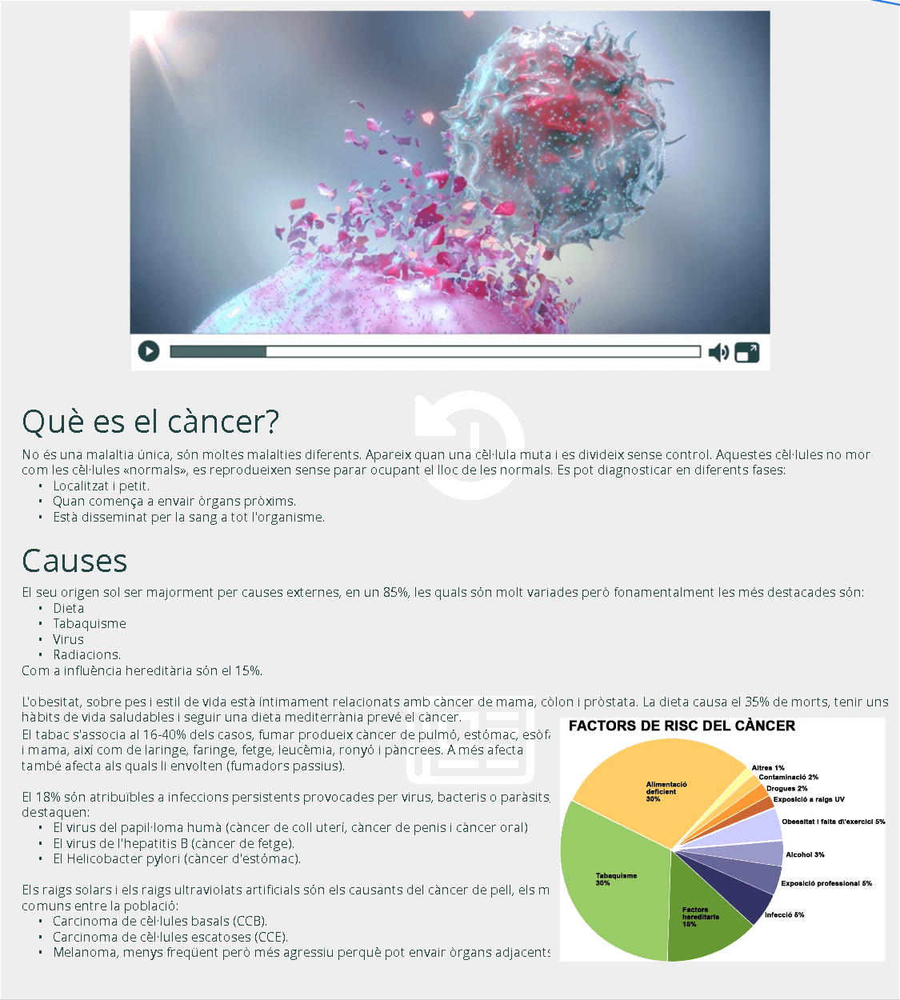 Què es el càncer?
No és una malaltia única, són moltes malalties diferents. Apareix quan una cèl·lula muta i es divideix sense control. Aquestes cèl·lules no mor
com les cèl·lules «normals», es reprodueixen sense parar ocupant el lloc de les normals. Es pot diagnosticar en diferents fases:
• Localitzat i petit.
• Quan comença a envair òrgans pròxims.
• Està disseminat per la sang a tot l'organisme.
Causes
El seu origen sol ser majorment per causes externes, en un 85%, les quals són molt variades però fonamentalment les més destacades són:
• Dieta
• Tabaquisme
• Virus
• Radiacions.
Com a influència hereditària són el 15%.
L'obesitat, sobre pes i estil de vida està íntimament relacionats amb càncer de mama, còlon i pròstata. La dieta causa el 35% de morts, tenir uns
hàbits de vida saludables i seguir una dieta mediterrània prevé el càncer.
El tabac s'associa al 16-40% dels casos, fumar produeix càncer de pulmó, estómac, esòfa
i mama, així com de laringe, faringe, fetge, leucèmia, ronyó i pàncrees. A més afecta
també afecta als quals li envolten (fumadors passius).
El 18% són atribuïbles a infeccions persistents provocades per virus, bacteris o paràsits,
destaquen:
• El virus del papil·loma humà (càncer de coll uterí, càncer de penis i càncer oral)
• El virus de l'hepatitis B (càncer de fetge).
• El Helicobacter pylori (càncer d'estómac).
Els raigs solars i els raigs ultraviolats artificials són els causants del càncer de pell, els m
comuns entre la població:
• Carcinoma de cèl·lules basals (CCB).
• Carcinoma de cèl·lules escatoses (CCE).
• Melanoma, menys freqüent però més agressiu perquè pot envair òrgans adjacents
FACTORS DE RISC DEL CÀNCER
Altres 1%
Contaminació 2%
Drogues 2%
Exposició a raigs UV
Obesitat i falta d\'exercici 5%
Alcohol 3%
Exposició professional 5%
Infecció 5%
Factors
hereditaris
15%
Tabaquisme
30%
Alimentació
deficient
30%